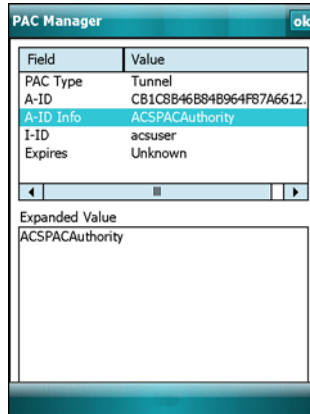 PAC Manager ok
Field Value
PAC Type Tunnel
A-ID CB1C8B46B84B964F87A6612.
A-ID Info ACSPACAuthority
I-ID acsuser
Expires Unknown
Expanded Value
ACSPACAuthority